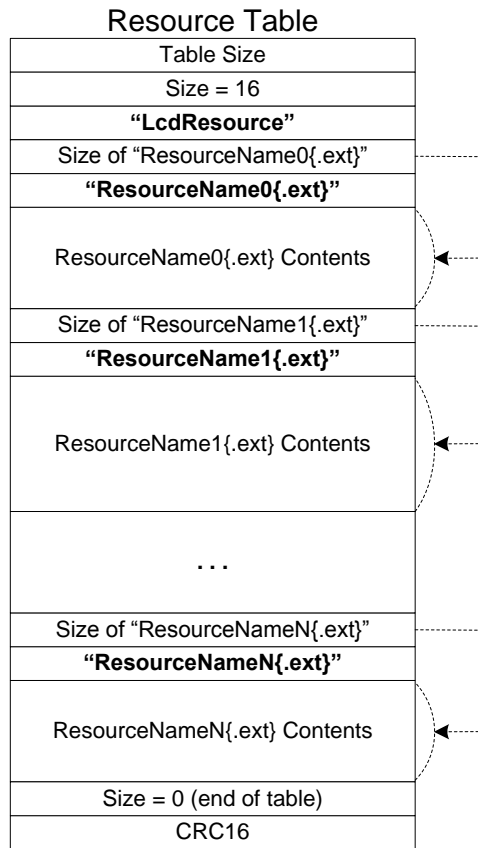 Resource Table
Table Size
Size = 16
“LcdResource”
Size of “ResourceName0{.ext}”
“ResourceName0{.ext}”
ResourceName0{.ext} Contents
Size of “ResourceName1{.ext}”
“ResourceName1{.ext}”
ResourceName1{.ext} Contents
. . .
Size of “ResourceNameN{.ext}”
“ResourceNameN{.ext}”
ResourceNameN{.ext} Contents
Size = 0 (end of table)
CRC16